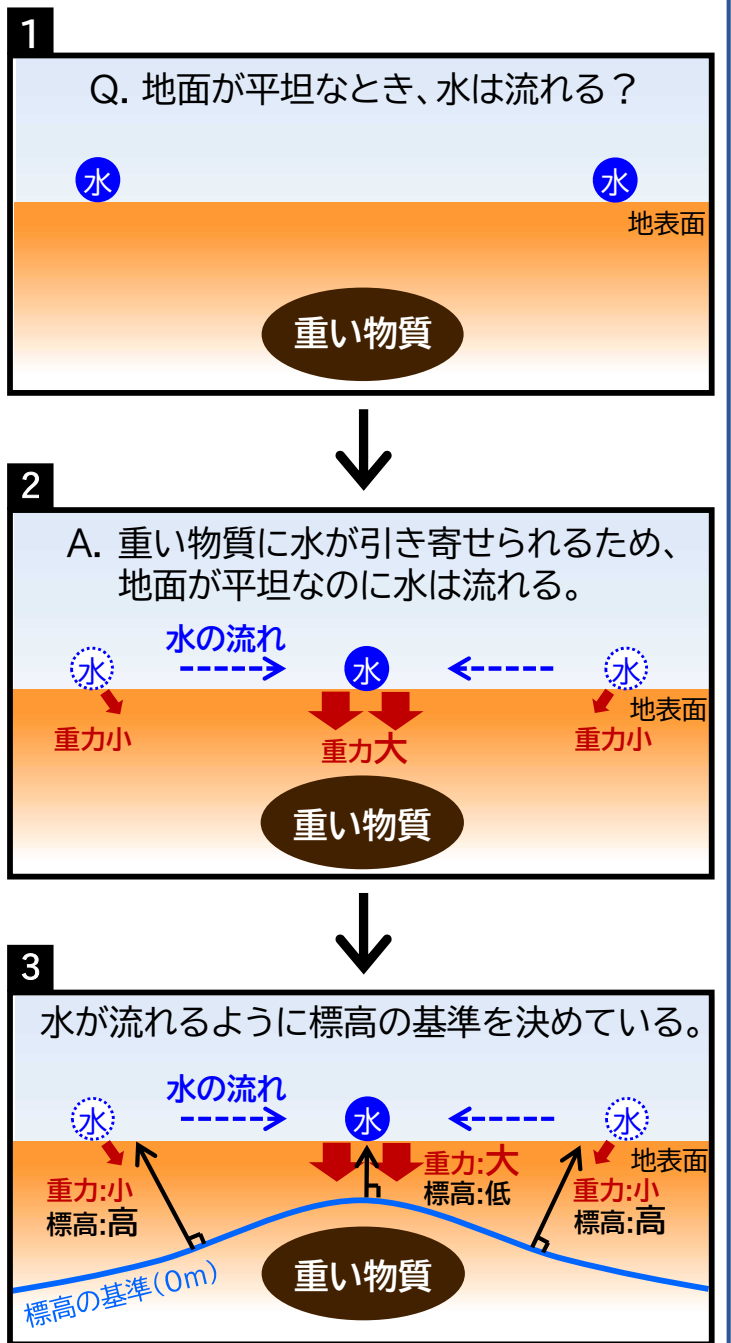 1
Q. 地面が平坦なとき、水は流れる？
水
水
地表面
重い物質
2
A. 重い物質に水が引き寄せられるため、
地面が平坦なのに水は流れる。
水の流れ
水
水
水
地表面
重力小
重力大
重力小
重い物質
3
水が流れるように標高の基準を決めている。
水の流れ
水
水
水
地表面
重力:小
標高:高
重力:大
標高:低
重力:小
標高:高
重い物質
標高の基準(0m)